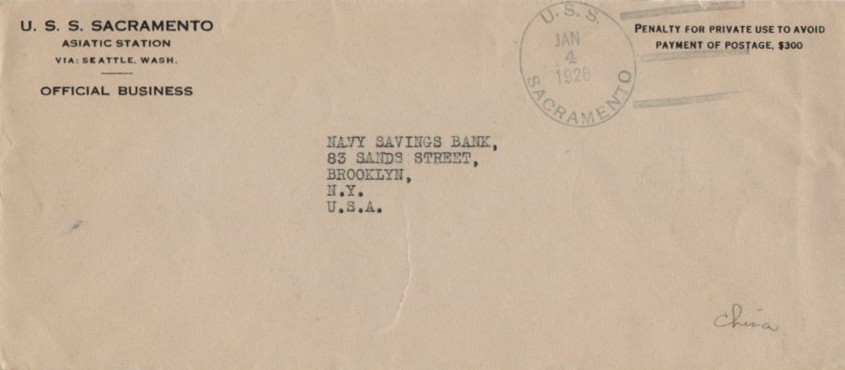 U. S. S. SACRAMENTO
ASIATIC STATION
VIA: SEATTLE, WASH.
OFFICIAL BUSINESS
U. S. S.
JAN
4
1928
SACRAMENTO
PENALTY FOR PRIVATE USE TO AVOID
PAYMENT OF POSTAGE, $300
NAVY SAVINGS BANK,
83 SANDS STREET,
BROOKLYN,
N.Y.
U.S.A.
China